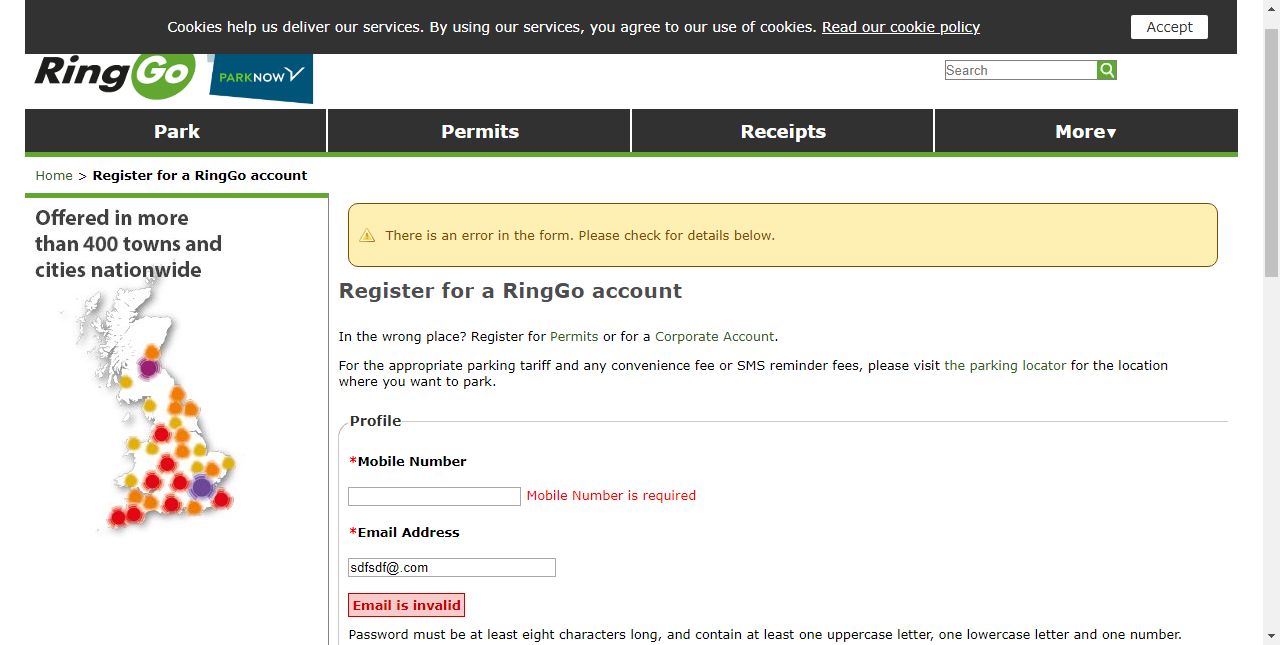 Cookies help us deliver our services. By using our services, you agree to our use of cookies. Read our cookie policy
Accept
RingGo
PARKNOW
Search
Park
Permits
Receipts
More▼
Home > Register for a RingGo account
Offered in more
than 400 towns and
cities nationwide
There is an error in the form. Please check for details below.
Register for a RingGo account
In the wrong place? Register for Permits or for a Corporate Account.
For the appropriate parking tariff and any convenience fee or SMS reminder fees, please visit the parking locator for the location
where you want to park.
Profile
*Mobile Number
Mobile Number is required
*Email Address
sdfsdf@.com
Email is invalid
Password must be at least eight characters long, and contain at least one uppercase letter, one lowercase letter and one number.